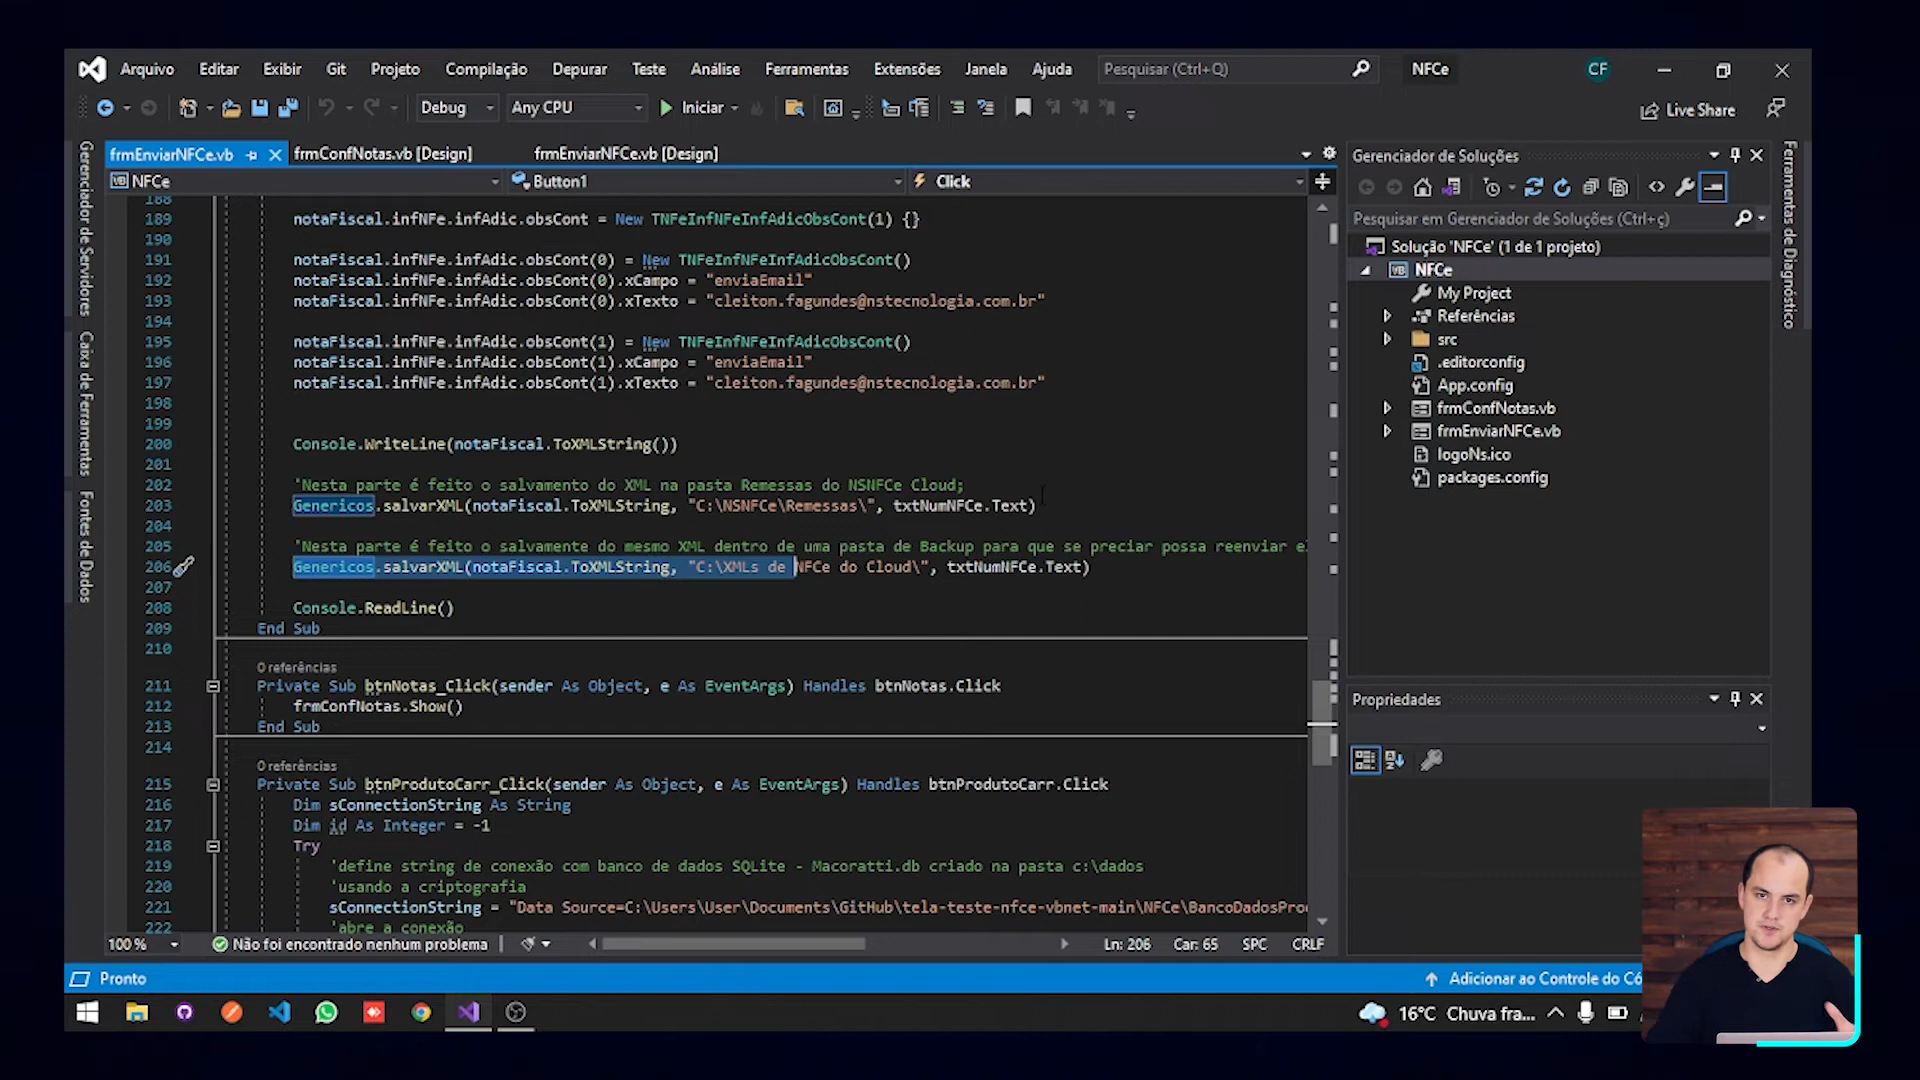 Arquivo Editar Exibir Git Projeto Compilação Depurar Teste Análise Ferramentas Extensões Janela Ajuda Pesquisar (Ctrl+Q) NFCe CF
Debug Any CPU Iniciar Live Share
Gerenciador de Servidores
Caixa de Ferramentas
Fontes de Dados
frmEnviarNFCe.vb frmConfNotas.vb [Design] frmEnviarNFCe.vb [Design]
NFCe Button1 Click
188
189 notaFiscal.infNFe.infAdic.obsCont = New TNFeInfNFeInfAdicObsCont(1) {}
190
191 notaFiscal.infNFe.infAdic.obsCont(0) = New TNFeInfNFeInfAdicObsCont()
192 notaFiscal.infNFe.infAdic.obsCont(0).xCampo = "enviaEmail"
193 notaFiscal.infNFe.infAdic.obsCont(0).xTexto = "cleiton.fagundes@nstecnologia.com.br"
194
195 notaFiscal.infNFe.infAdic.obsCont(1) = New TNFeInfNFeInfAdicObsCont()
196 notaFiscal.infNFe.infAdic.obsCont(1).xCampo = "enviaEmail"
197 notaFiscal.infNFe.infAdic.obsCont(1).xTexto = "cleiton.fagundes@nstecnologia.com.br"
198
199
200 Console.WriteLine(notaFiscal.ToXMLString())
201
202 'Nesta parte é feito o salvamento do XML na pasta Remessas do NSNFCe Cloud;
203 Genericos.salvarXML(notaFiscal.ToXMLString, "C:\NSNFCe\Remessas\", txtNumNFCe.Text)
204
205 'Nesta parte é feito o salvamente do mesmo XML dentro de uma pasta de Backup para que se preciar possa reenviar e
206 Genericos.salvarXML(notaFiscal.ToXMLString, "C:\XMLs de NFCe do Cloud\", txtNumNFCe.Text)
207
208 Console.ReadLine()
209 End Sub
210
0 referências
211 Private Sub btnNotas_Click(sender As Object, e As EventArgs) Handles btnNotas.Click
212 frmConfNotas.Show()
213 End Sub
214
0 referências
215 Private Sub btnProdutoCarr_Click(sender As Object, e As EventArgs) Handles btnProdutoCarr.Click
216 Dim sConnectionString As String
217 Dim id As Integer = -1
218 Try
219 'define string de conexão com banco de dados SQLite - Macoratti.db criado na pasta c:\dados
220 'usando a criptografia
221 sConnectionString = "Data Source=C:\Users\User\Documents\GitHub\tela-teste-nfce-vbnet-main\NFCe\BancoDadosPro
222 'abre a conexão
100 % Não foi encontrado nenhum problema Ln: 206 Car: 65 SPC CRLF
Gerenciador de Soluções
Pesquisar em Gerenciador de Soluções (Ctrl+ç)
Solução 'NFCe' (1 de 1 projeto)
VB NFCe
My Project
Referências
src
.editorconfig
App.config
frmConfNotas.vb
frmEnviarNFCe.vb
logoNs.ico
packages.config
Propriedades
Ferramentas de Diagnóstico
Pronto Adicionar ao Controle do Có
16°C Chuva fra...